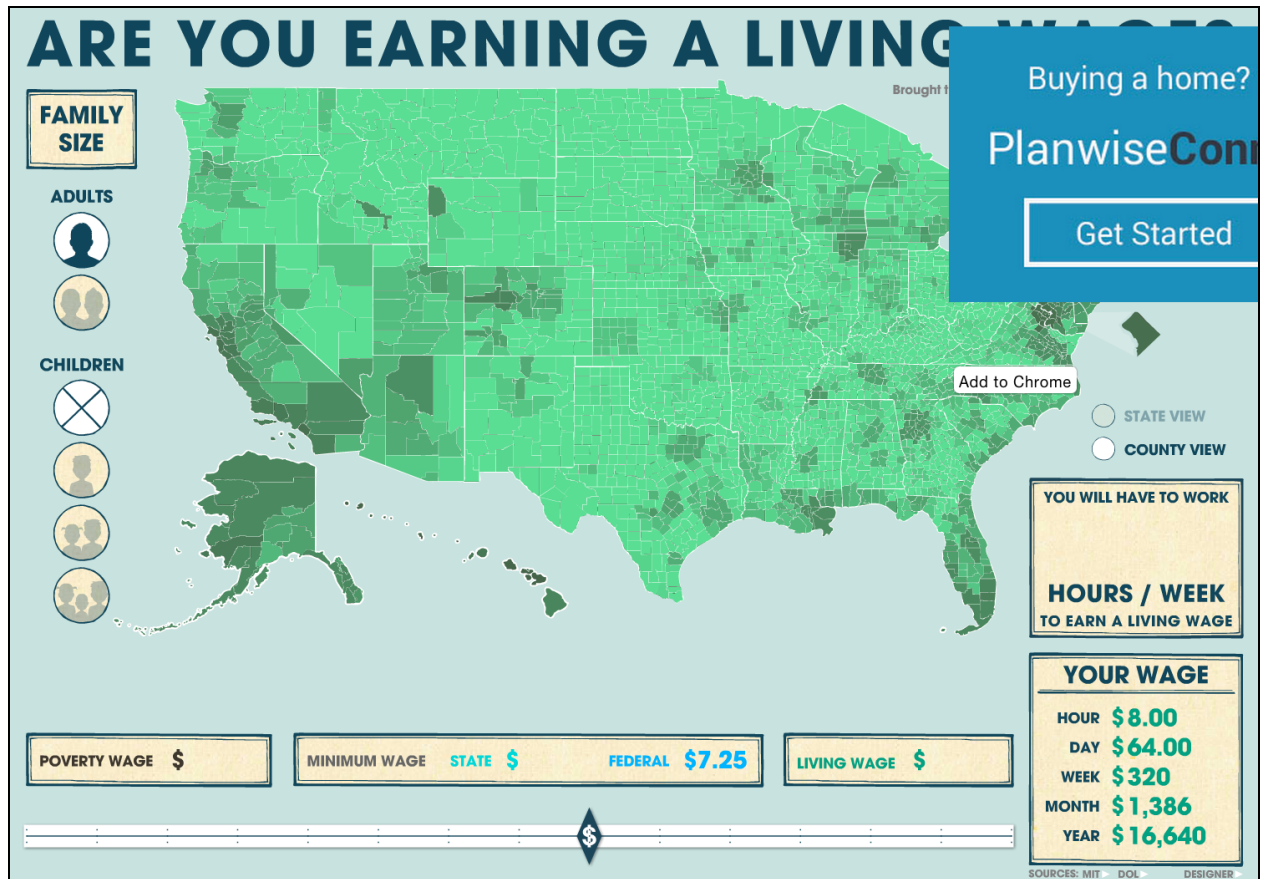 ARE YOU EARNING A LIVING
Brought t
Buying a home?
PlanwiseConn
Get Started
FAMILY
SIZE
ADULTS
CHILDREN
Add to Chrome
STATE VIEW
COUNTY VIEW
YOU WILL HAVE TO WORK
HOURS / WEEK
TO EARN A LIVING WAGE
YOUR WAGE
HOUR $8.00
DAY $64.00
WEEK $320
MONTH $1,386
YEAR $16,640
POVERTY WAGE $
MINIMUM WAGE STATE $ FEDERAL $7.25
LIVING WAGE $
$
SOURCES: MIT DOL DESIGNER